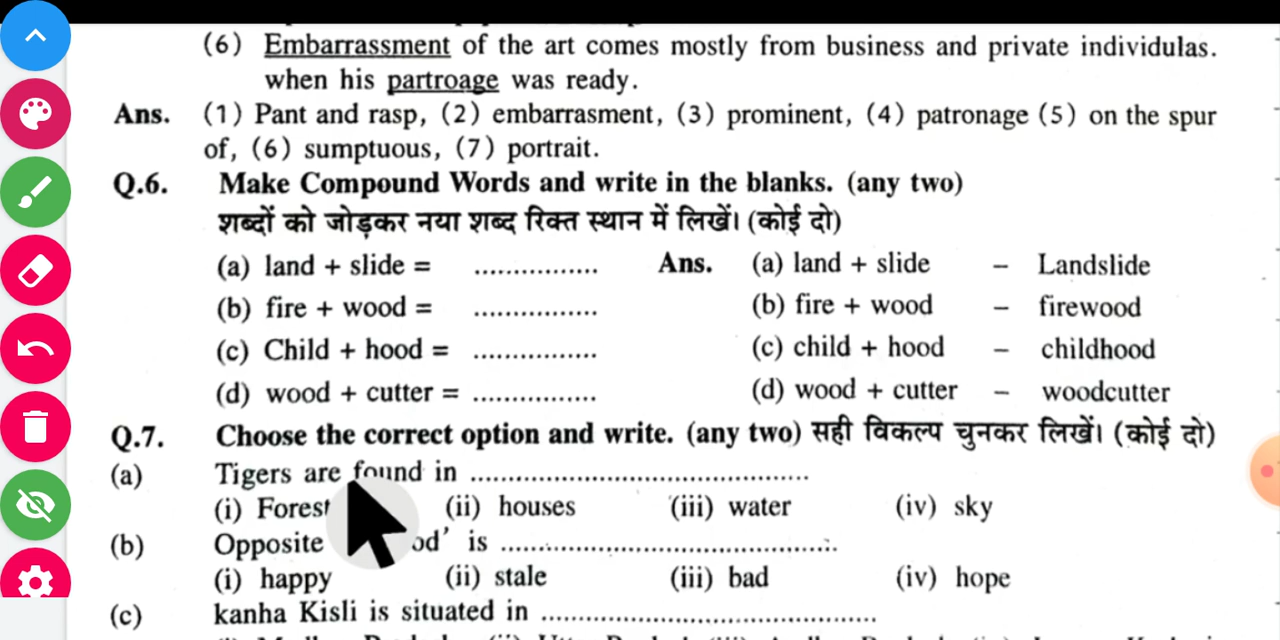 (6) Embarrassment of the art comes mostly from business and private individulas.
when his partroage was ready.
Ans. (1) Pant and rasp, (2) embarrasment, (3) prominent, (4) patronage (5) on the spur
of, (6) sumptuous, (7) portrait.
Q.6. Make Compound Words and write in the blanks. (any two)
शब्दों को जोड़कर नया शब्द रिक्त स्थान में लिखें। (कोई दो)
(a) land + slide = ................. Ans. (a) land + slide – Landslide
(b) fire + wood = ................. (b) fire + wood – firewood
(c) Child + hood = ................. (c) child + hood – childhood
(d) wood + cutter = ................. (d) wood + cutter – woodcutter
Q.7. Choose the correct option and write. (any two) सही विकल्प चुनकर लिखें। (कोई दो)
(a) Tigers are found in .............................................
(i) Forest (ii) houses (iii) water (iv) sky
(b) Opposite od' is .............................................
(i) happy (ii) stale (iii) bad (iv) hope
(c) kanha Kisli is situated in .............................................